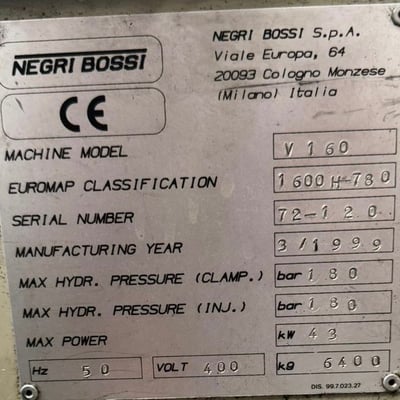 NEGRI BOSSI
NEGRI BOSSI S.p.A.
Viale Europa, 64
20093 Cologno Monzese
(Milano) Italia
CE
MACHINE MODEL V 160
EUROMAP CLASSIFICATION 1600H-780
SERIAL NUMBER 72-120
MANUFACTURING YEAR 3/1999
MAX HYDR. PRESSURE (CLAMP.) bar 180
MAX HYDR. PRESSURE (INJ.) bar 180
MAX POWER kW 43
Hz 50 VOLT 400 kg 6400
DIS. 99.7.023.27